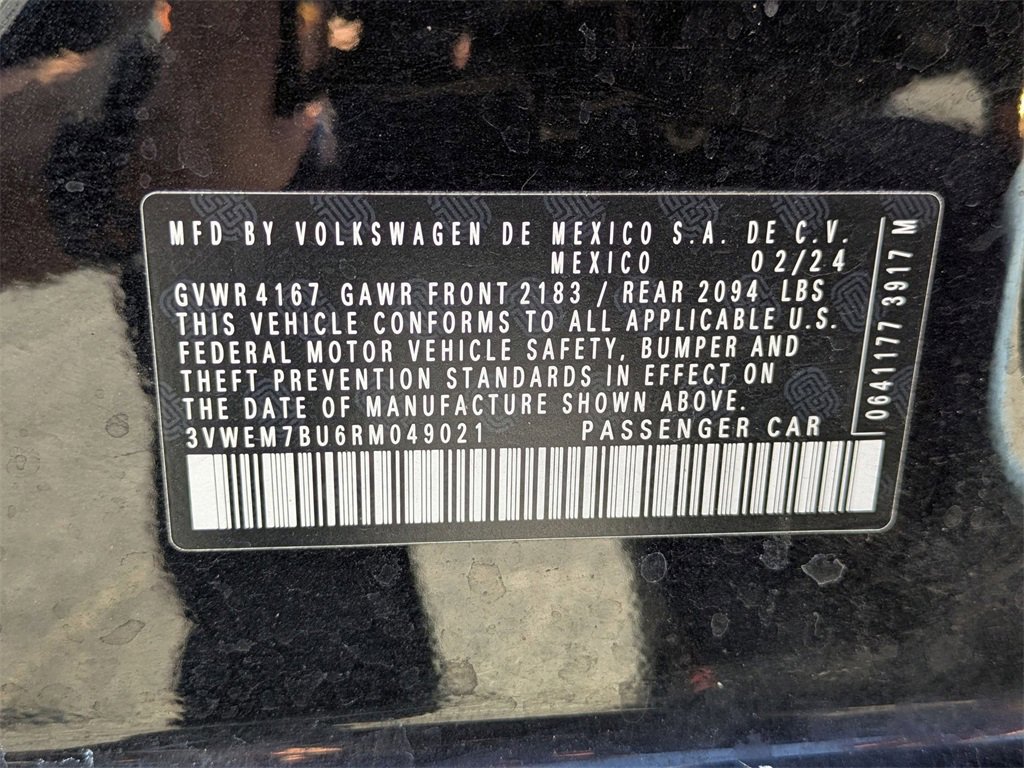 MFD BY VOLKSWAGEN DE MEXICO S.A. DE C.V.
MEXICO 02/24
GVWR 4167 GAWR FRONT 2183 / REAR 2094 LBS
THIS VEHICLE CONFORMS TO ALL APPLICABLE U.S.
FEDERAL MOTOR VEHICLE SAFETY, BUMPER AND
THEFT PREVENTION STANDARDS IN EFFECT ON
THE DATE OF MANUFACTURE SHOWN ABOVE.
3VWEM7BU6RM049021 PASSENGER CAR
0641177 3917 M